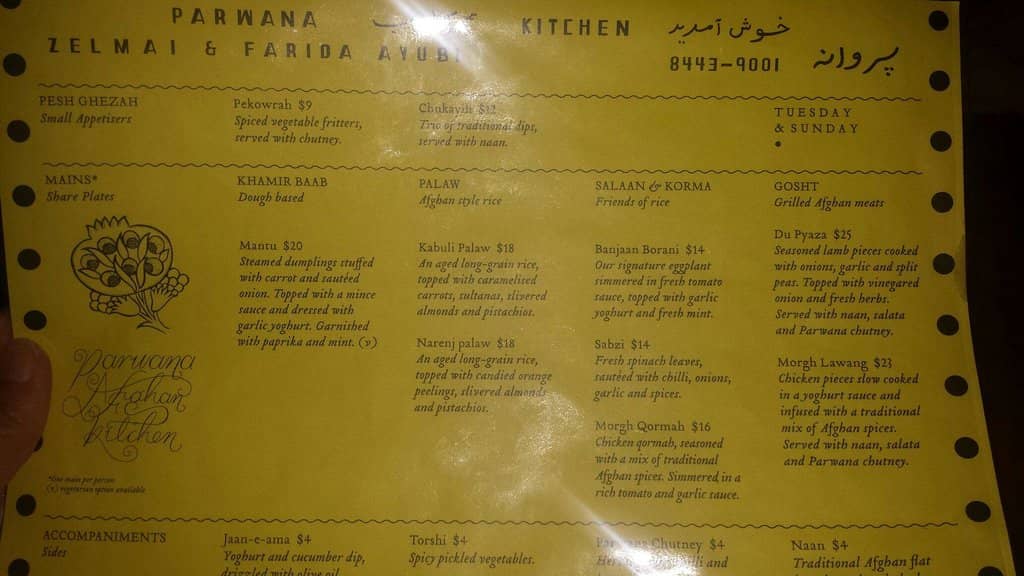 PARWANA KITCHEN خوش آمدید
ZELMAI & FARIDA AYUBI 8443-9001 پروانه
PESH GHEZAH
Small Appetisers
Pekowrah $9
Spiced vegetable fritters,
served with chutney.
Chukayih $12
Trio of traditional dips,
served with naan.
TUESDAY
& SUNDAY
MAINS*
Share Plates
Parwana
Afghan
kitchen
*One main per person
(v) vegetarian option available
KHAMIR BAAB
Dough based
Mantu $20
Steamed dumplings stuffed
with carrot and sautéed
onion. Topped with a mince
sauce and dressed with
garlic yoghurt. Garnished
with paprika and mint. (v)
PALAW
Afghan style rice
Kabuli Palaw $18
An aged long-grain rice,
topped with caramelised
carrots, sultanas, slivered
almonds and pistachios.
Narenj palaw $18
An aged long-grain rice,
topped with candied orange
peelings, slivered almonds
and pistachios.
SALAAN & KORMA
Friends of rice
Banjaan Borani $14
Our signature eggplant
simmered in fresh tomato
sauce, topped with garlic
yoghurt and fresh mint.
Sabzi $14
Fresh spinach leaves,
sautéed with chilli, onions,
garlic and spices.
Morgh Qormah $16
Chicken qormah, seasoned
with a mix of traditional
Afghan spices. Simmered in a
rich tomato and garlic sauce.
GOSHT
Grilled Afghan meats
Du Pyaza $25
Seasoned lamb pieces cooked
with onions, garlic and split
peas. Topped with vinegared
onion and fresh herbs.
Served with naan, salata
and Parwana chutney.
Morgh Lawang $23
Chicken pieces slow cooked
in a yoghurt sauce and
infused with a traditional
mix of Afghan spices.
Served with naan, salata
and Parwana chutney.
ACCOMPANIMENTS
Sides
Jaan-e-ama $4
Yoghurt and cucumber dip,
drizzled with olive oil
Torshi $4
Spicy pickled vegetables.
Parwana Chutney $4
chilli and
Naan $4
Traditional Afghan flat